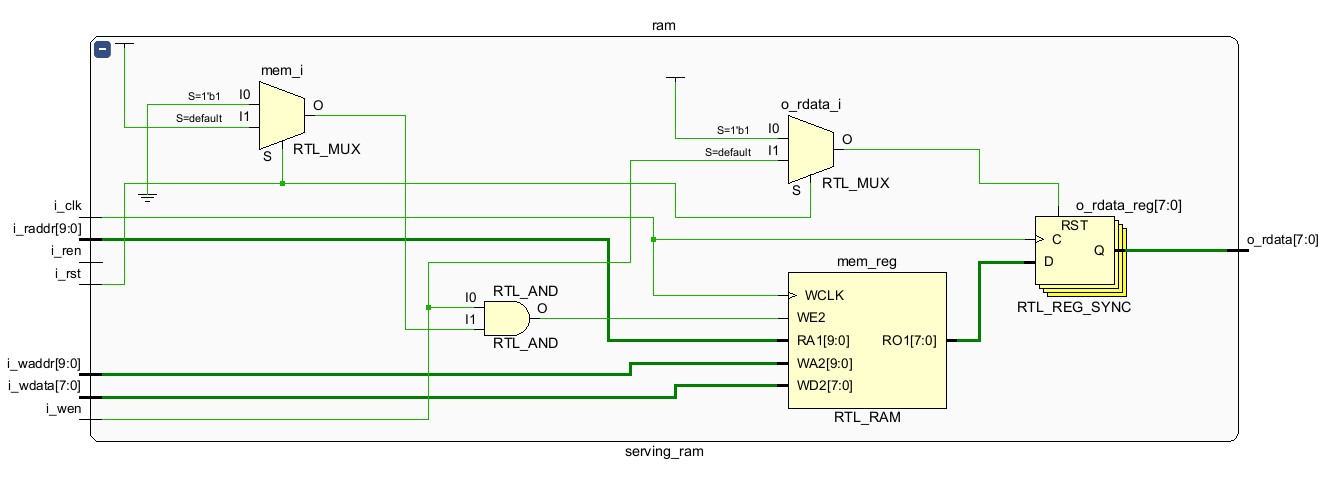 ram
mem_i
S=1'b1 I0
S=default I1
O
S
RTL_MUX
o_rdata_i
S=1'b1 I0
S=default I1
O
S
RTL_MUX
i_clk
i_raddr[9:0]
i_ren
i_rst
i_waddr[9:0]
i_wdata[7:0]
i_wen
RTL_AND
I0
I1
O
RTL_AND
mem_reg
WCLK
WE2
RA1[9:0] RO1[7:0]
WA2[9:0]
WD2[7:0]
RTL_RAM
o_rdata_reg[7:0]
RST
C
D
Q
RTL_REG_SYNC
o_rdata[7:0]
serving_ram